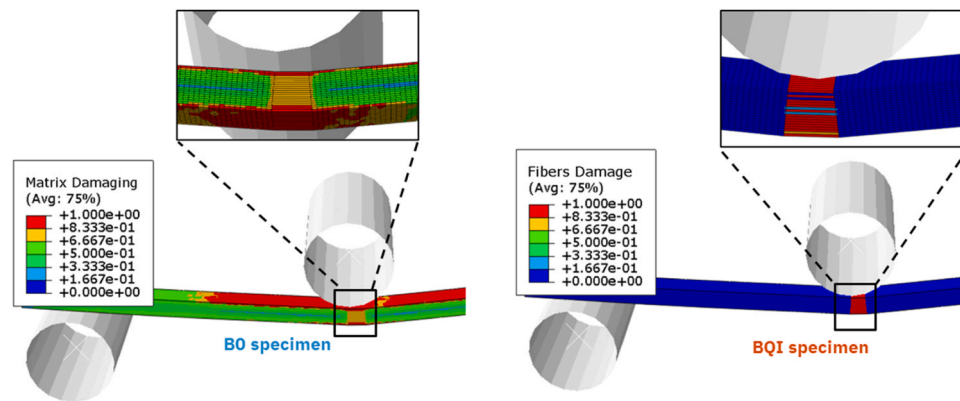 Matrix Damaging
(Avg: 75%)
+1.000e+00
+8.333e-01
+6.667e-01
+5.000e-01
+3.333e-01
+1.667e-01
+0.000e+00
B0 specimen
Fibers Damage
(Avg: 75%)
+1.000e+00
+8.333e-01
+6.667e-01
+5.000e-01
+3.333e-01
+1.667e-01
+0.000e+00
BQI specimen